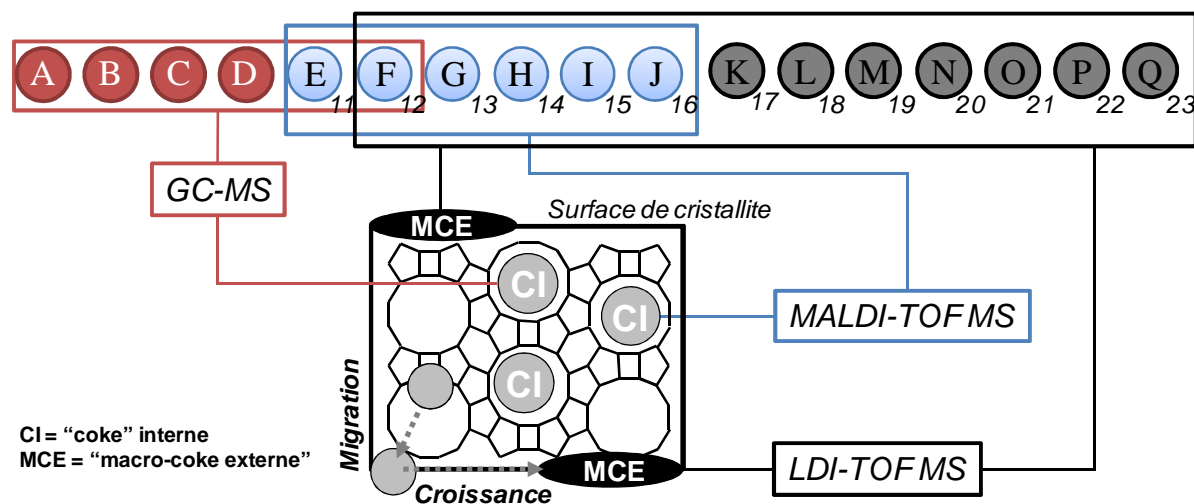 A B C D E F G H I J K L M N O P Q
11 12 13 14 15 16 17 18 19 20 21 22 23
GC-MS
Surface de cristallite
MCE
CI
CI
MALDI-TOF MS
CI
Migration
CI = “coke” interne
MCE = “macro-coke externe”
MCE
LDI-TOF MS
Croissance